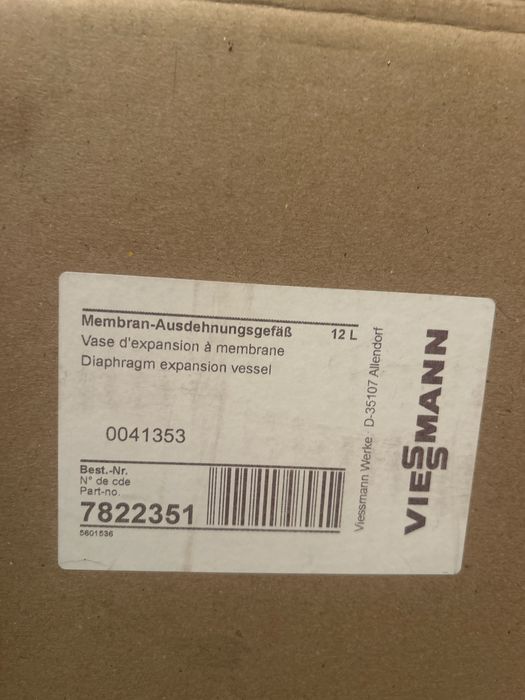 Membran-Ausdehnungsgefäß 12 L
Vase d'expansion à membrane
Diaphragm expansion vessel
0041353
Best.-Nr.
N° de cde
Part-no.
7822351
5601536
Viessmann Werke · D-35107 Allendorf
VIESSMANN